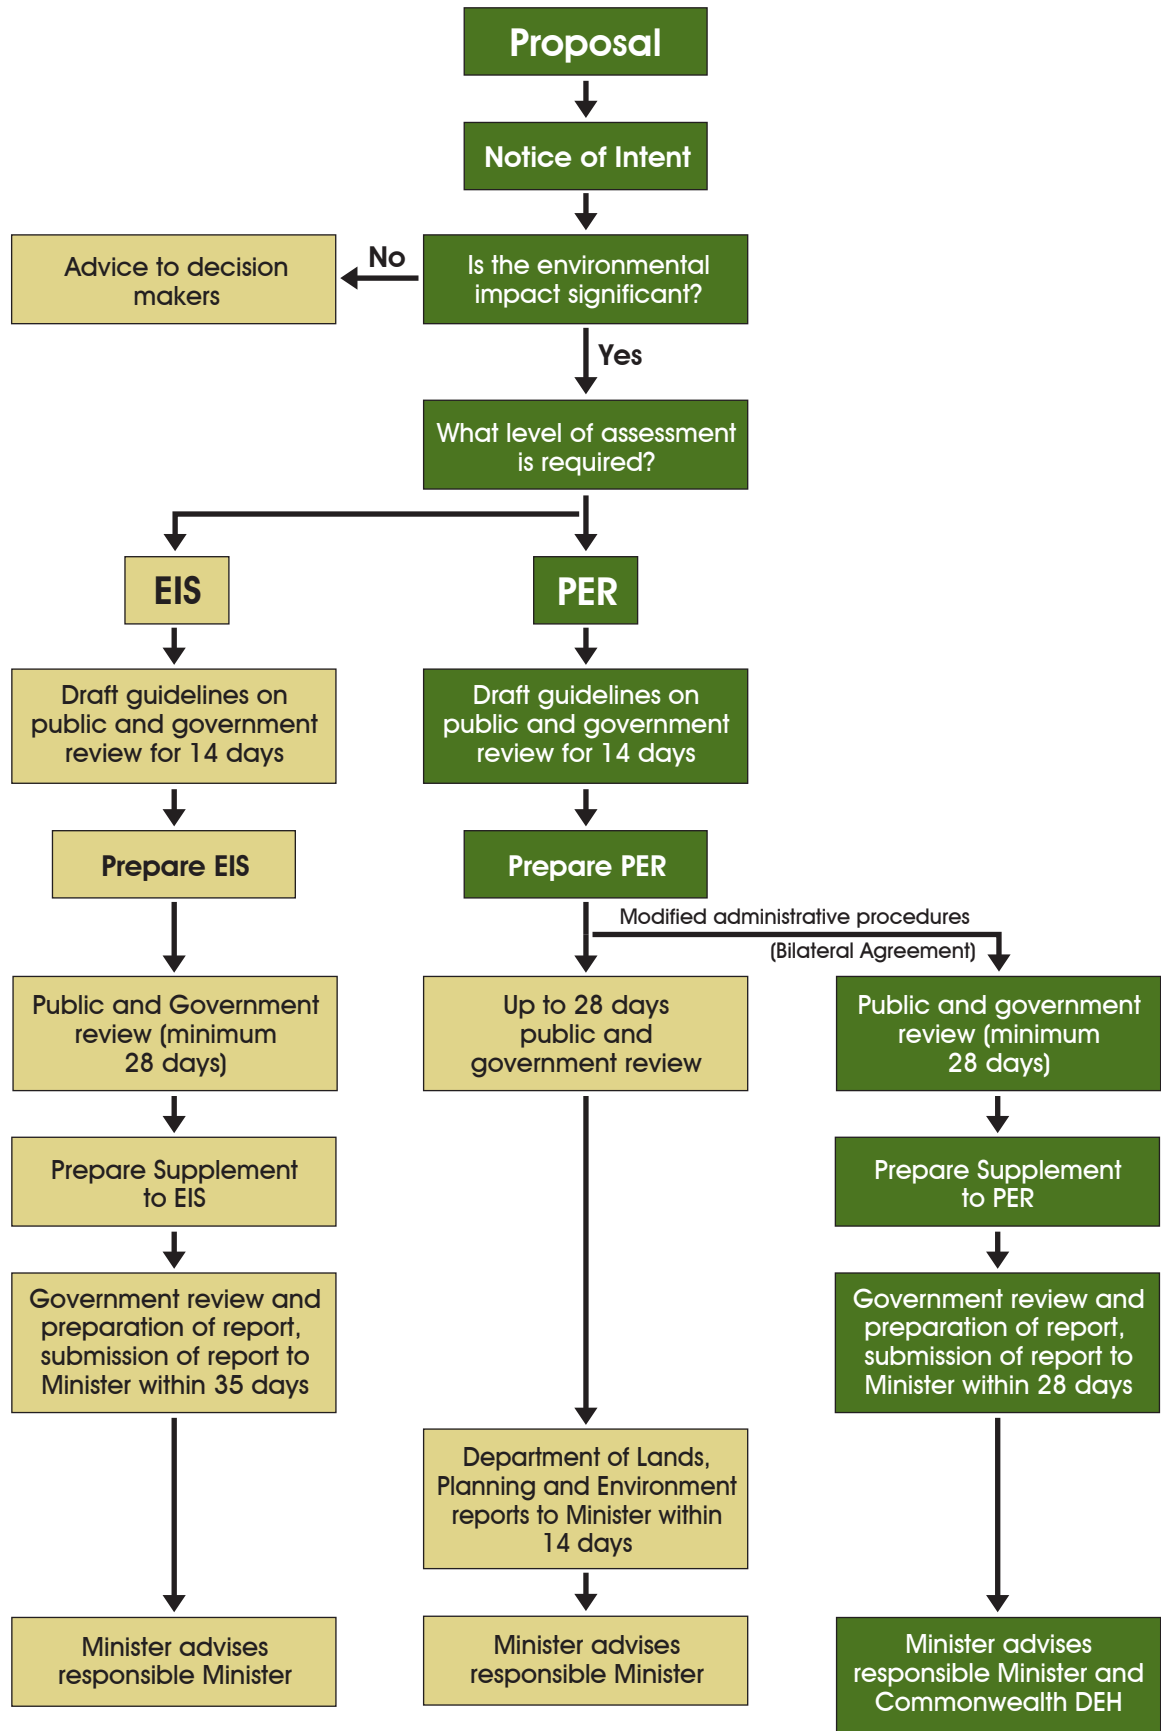 Proposal
Notice of Intent
Advice to decision
makers
No
Is the environmental
impact significant?
Yes
What level of assessment
is required?
EIS
PER
Draft guidelines on
public and government
review for 14 days
Draft guidelines on
public and government
review for 14 days
Prepare EIS
Prepare PER
Modified administrative procedures
(Bilateral Agreement)
Public and Government
review (minimum
28 days)
Up to 28 days
public and
government review
Public and government
review (minimum
28 days)
Prepare Supplement
to EIS
Prepare Supplement
to PER
Government review and
preparation of report,
submission of report to
Minister within 35 days
Government review and
preparation of report,
submission of report to
Minister within 28 days
Department of Lands,
Planning and Environment
reports to Minister within
14 days
Minister advises
responsible Minister
Minister advises
responsible Minister
Minister advises
responsible Minister and
Commonwealth DEH